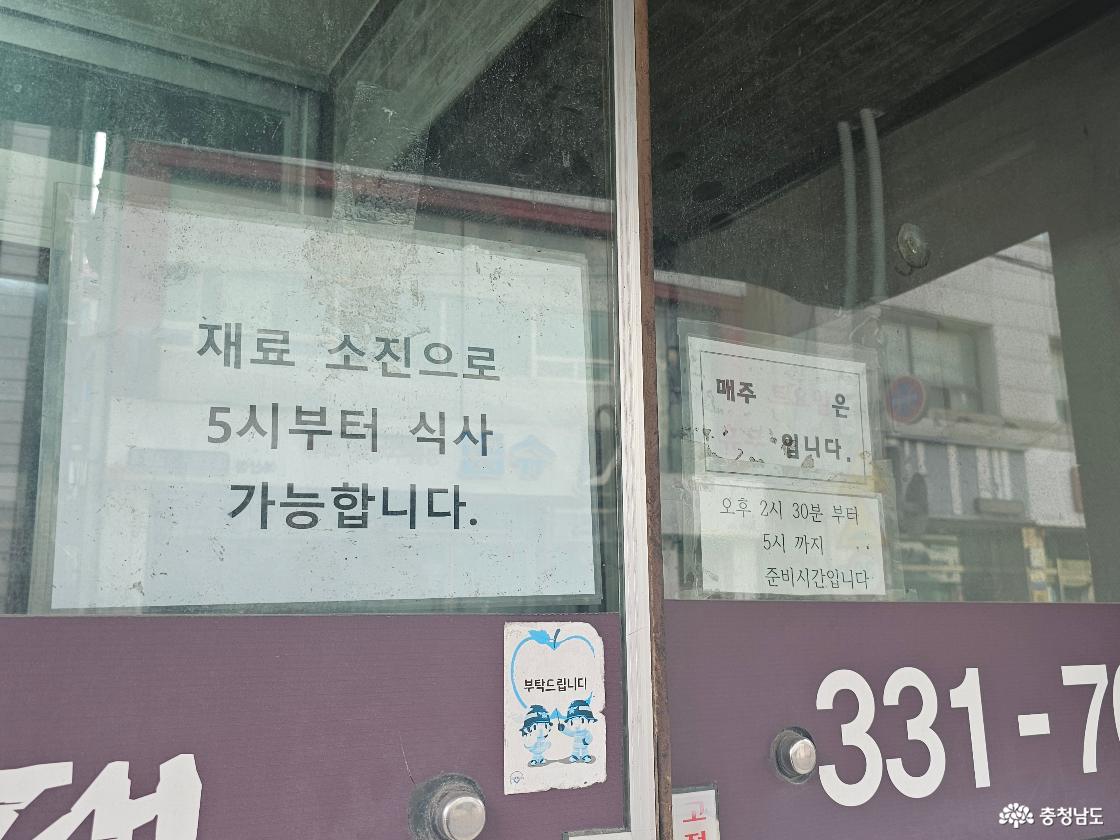 재료 소진으로
5시부터 식사
가능합니다.
매주 은
입니다.
오후 2시 30분 부터
5시 까지
준비시간입니다
부탁드립니다
331-7
고
충청남도